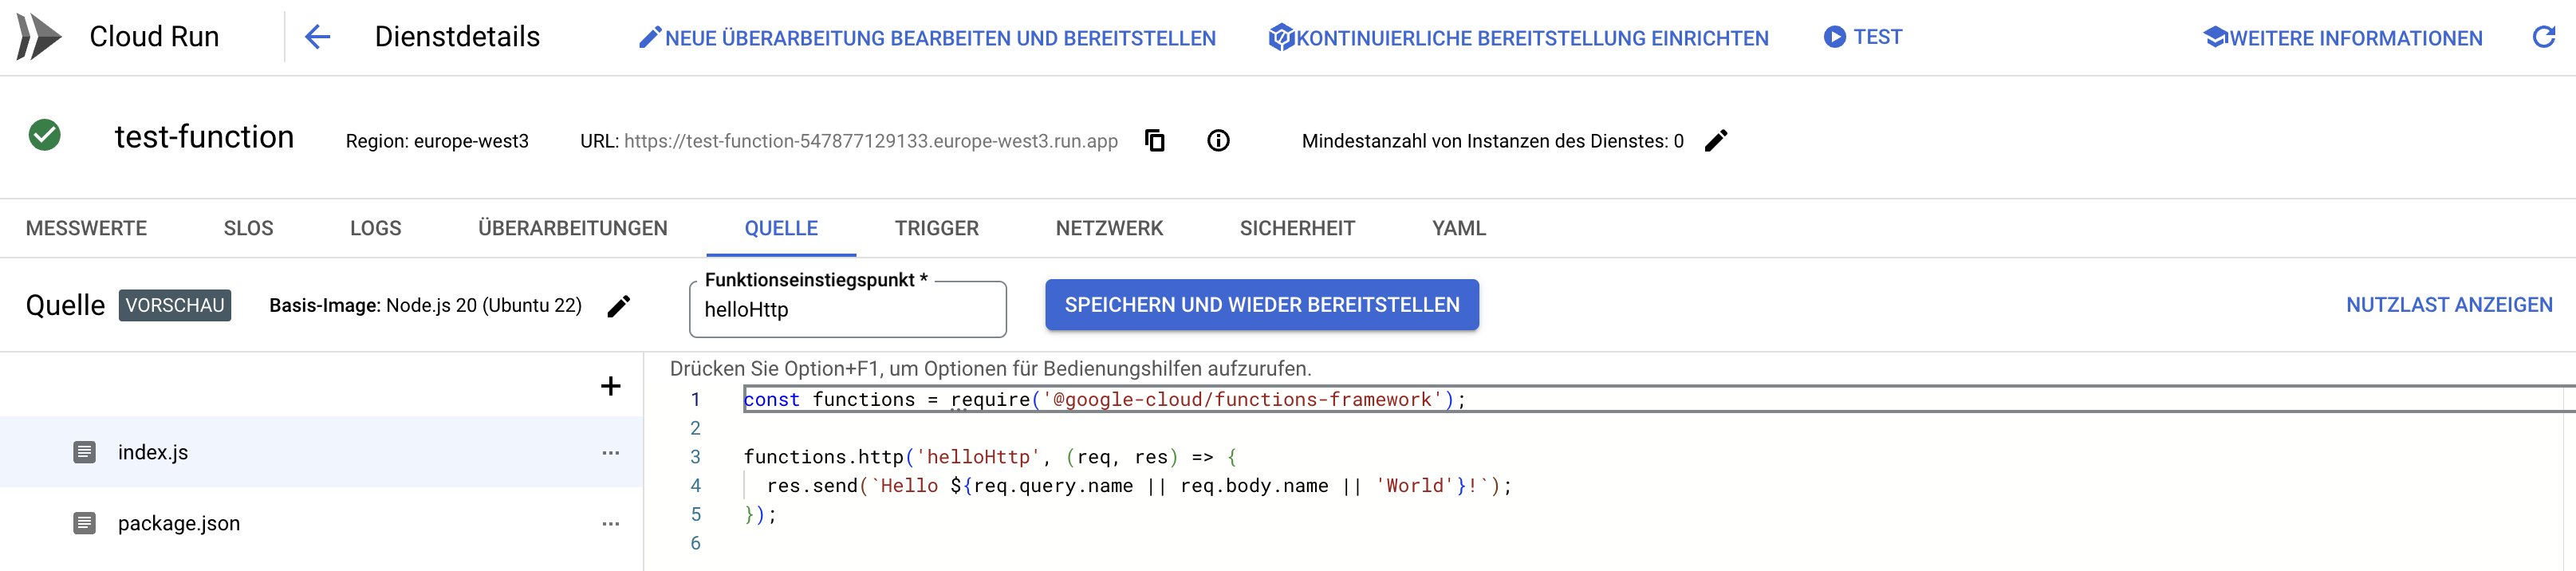 Cloud Run
Dienstdetails
NEUE ÜBERARBEITUNG BEARBEITEN UND BEREITSTELLEN
KONTINUIERLICHE BEREITSTELLUNG EINRICHTEN
TEST
WEITERE INFORMATIONEN
test-function
Region: europe-west3
URL: https://test-function-547877129133.europe-west3.run.app
Mindestanzahl von Instanzen des Dienstes: 0
MESSWERTE
SLOS
LOGS
ÜBERARBEITUNGEN
QUELLE
TRIGGER
NETZWERK
SICHERHEIT
YAML
Quelle
VORSCHAU
Basis-Image: Node.js 20 (Ubuntu 22)
Funktionseinstiegspunkt *
helloHttp
SPEICHERN UND WIEDER BEREITSTELLEN
NUTZLAST ANZEIGEN
index.js
package.json
Drücken Sie Option+F1, um Optionen für Bedienungshilfen aufzurufen.
1 const functions = require('@google-cloud/functions-framework');
2
3 functions.http('helloHttp', (req, res) => {
4   res.send(`Hello ${req.query.name || req.body.name || 'World'}!`);
5 });
6